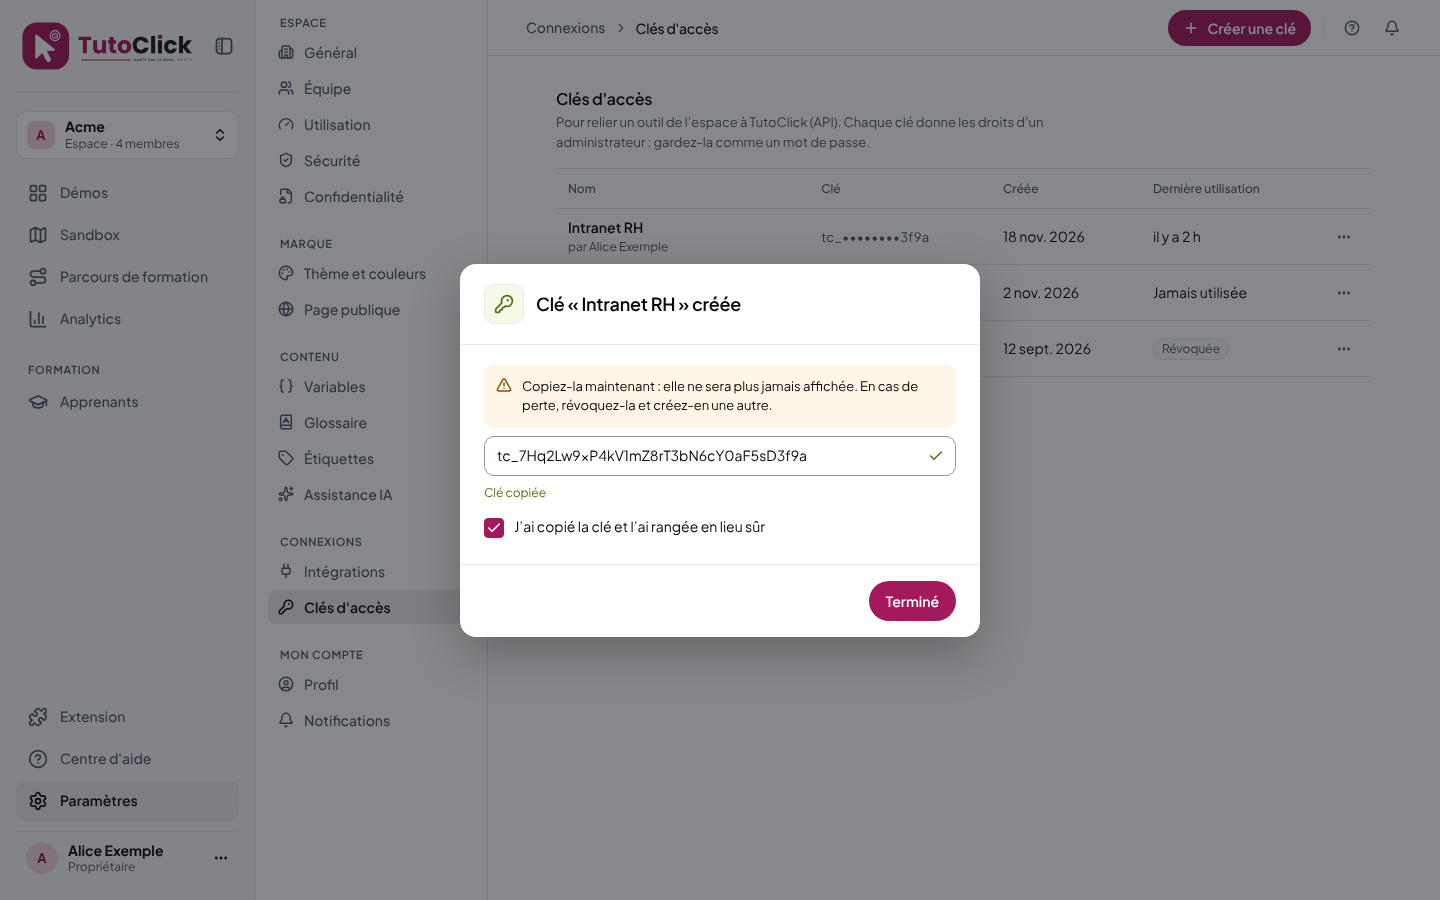 TutoClick
Acme
Espace · 4 membres
Démos
Sandbox
Parcours de formation
Analytics
FORMATION
Apprenants
Extension
Centre d'aide
Paramètres
Alice Exemple
Propriétaire
ESPACE
Général
Équipe
Utilisation
Sécurité
Confidentialité
MARQUE
Thème et couleurs
Page publique
CONTENU
Variables
Glossaire
Étiquettes
Assistance IA
CONNEXIONS
Intégrations
Clés d'accès
MON COMPTE
Profil
Notifications
Connexions > Clés d'accès
Créer une clé
Clés d'accès
Pour relier un outil de l'espace à TutoClick (API). Chaque clé donne les droits d'un
administrateur : gardez-la comme un mot de passe.
Nom Clé Créée Dernière utilisation
Intranet RH tc_••••••••3f9a 18 nov. 2026 il y a 2 h
par Alice Exemple
2 nov. 2026 Jamais utilisée
12 sept. 2026 Révoquée
Clé « Intranet RH » créée
Copiez-la maintenant : elle ne sera plus jamais affichée. En cas de
perte, révoquez-la et créez-en une autre.
tc_7Hq2Lw9xP4kV1mZ8rT3bN6cY0aF5sD3f9a
Clé copiée
J'ai copié la clé et l'ai rangée en lieu sûr
Terminé
A
A